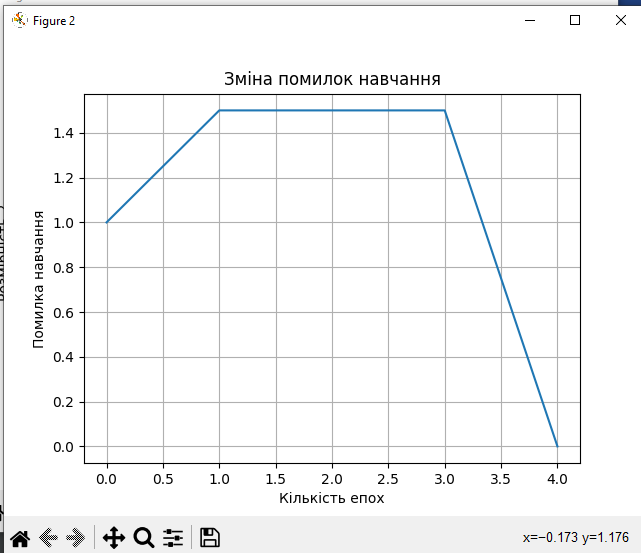 Figure 2
Зміна помилок навчання
1.4
1.2
1.0
0.8
0.6
0.4
0.2
0.0
Помилка навчання
0.0 0.5 1.0 1.5 2.0 2.5 3.0 3.5 4.0
Кількість епох
x=−0.173 y=1.176